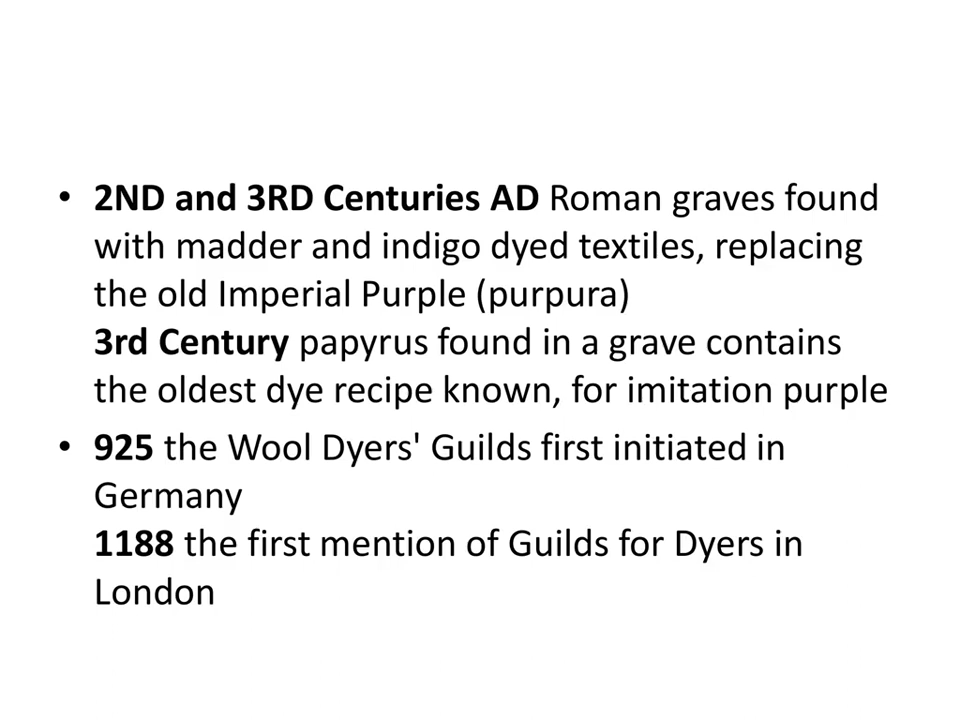 • 2ND and 3RD Centuries AD Roman graves found
with madder and indigo dyed textiles, replacing
the old Imperial Purple (purpura)
3rd Century papyrus found in a grave contains
the oldest dye recipe known, for imitation purple
• 925 the Wool Dyers' Guilds first initiated in
Germany
1188 the first mention of Guilds for Dyers in
London